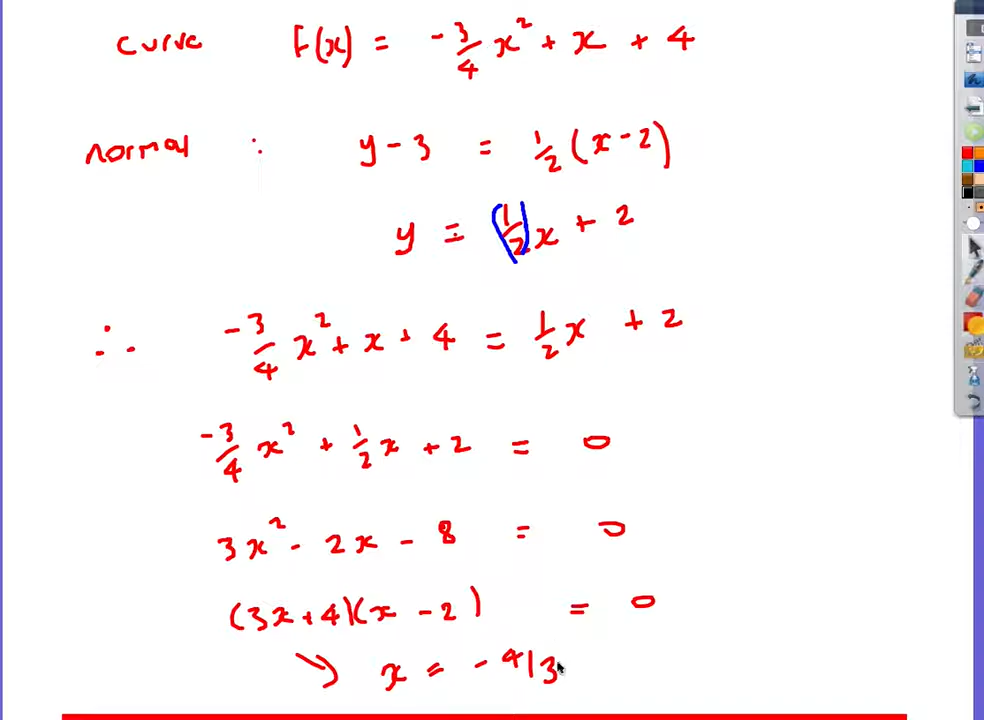 curve F(x) = -3/4 x² + x + 4
normal : y - 3 = 1/2 (x - 2)
y = (1/2) x + 2
∴ -3/4 x² + x + 4 = 1/2 x + 2
-3/4 x² + 1/2 x + 2 = 0
3x² - 2x - 8 = 0
(3x + 4)(x - 2) = 0
↘ x = - 4/3